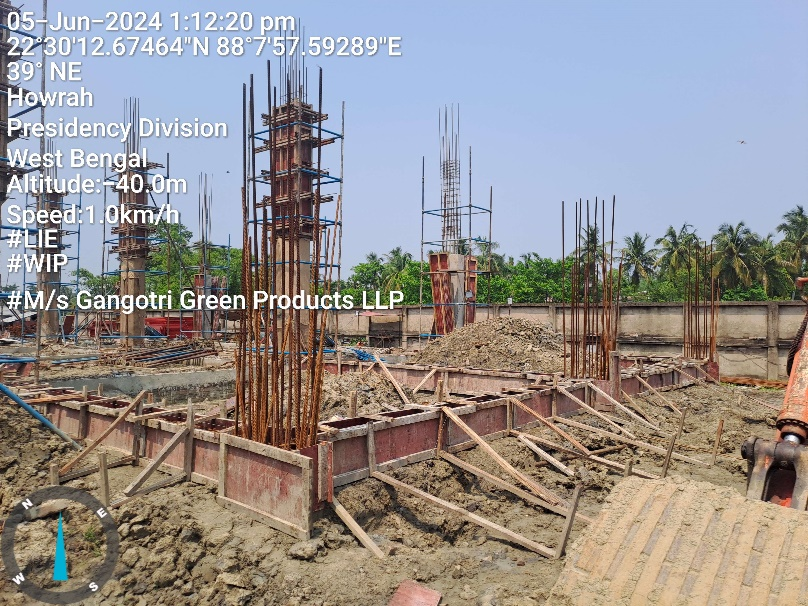 05-Jun-2024 1:12:20 pm
22°30'12.67464"N 88°7'57.59289"E
39° NE
Howrah
Presidency Division
West Bengal
Altitude:-40.0m
Speed:1.0km/h
#LIE
#WIP
#M/s Gangotri Green Products LLP
N
E
W
S